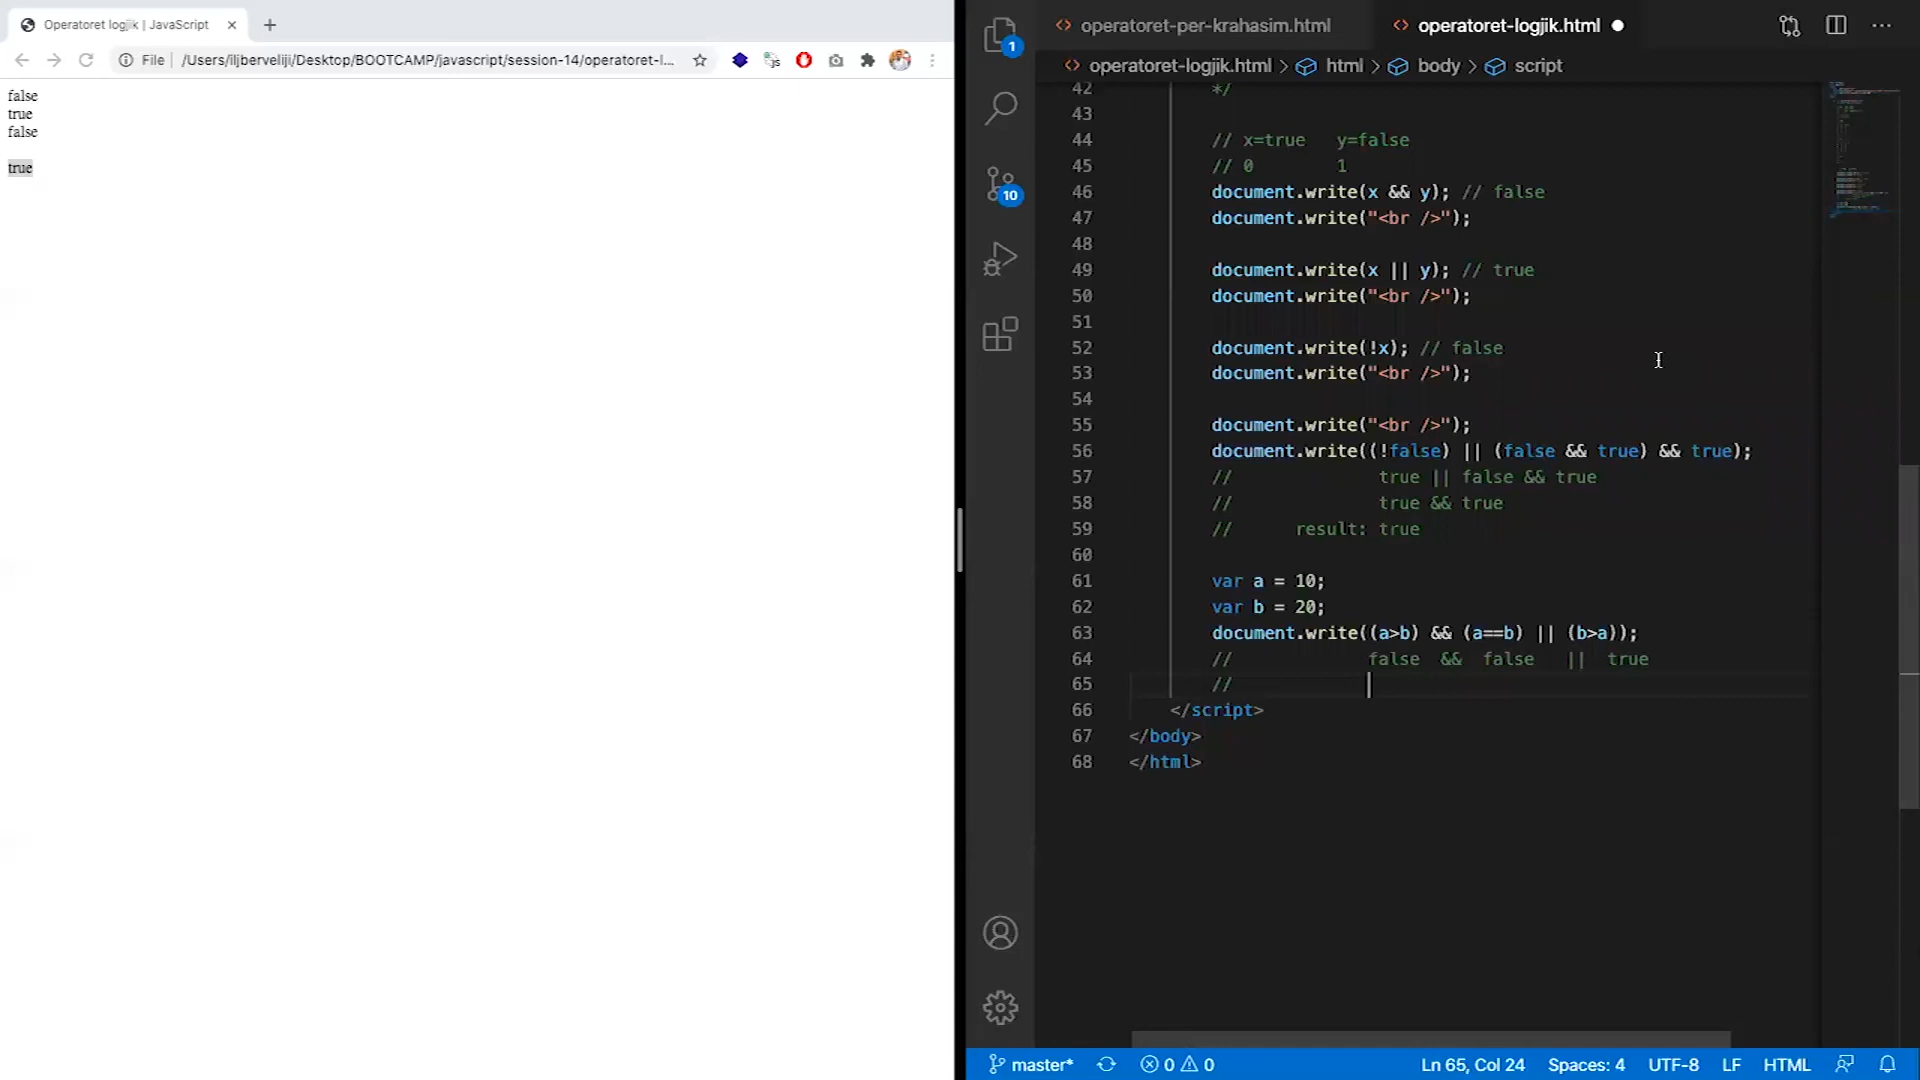 Operatoret logjik | JavaScript
File
/Users/iljberveliji/Desktop/BOOTCAMP/javascript/session-14/operatoret-l...
false
true
false
true
1
10
operatoret-per-krahasim.html
operatoret-logjik.html
operatoret-logjik.html > html > body > script
42 */
43
44 // x=true y=false
45 // 0 1
46 document.write(x && y); // false
47 document.write("<br />");
48
49 document.write(x || y); // true
50 document.write("<br />");
51
52 document.write(!x); // false
53 document.write("<br />");
54
55 document.write("<br />");
56 document.write((!false) || (false && true) && true);
57 // true || false && true
58 // true && true
59 // result: true
60
61 var a = 10;
62 var b = 20;
63 document.write((a>b) && (a==b) || (b>a));
64 // false && false || true
65 //
66 </script>
67 </body>
68 </html>
master* 0 0 Ln 65, Col 24 Spaces: 4 UTF-8 LF HTML